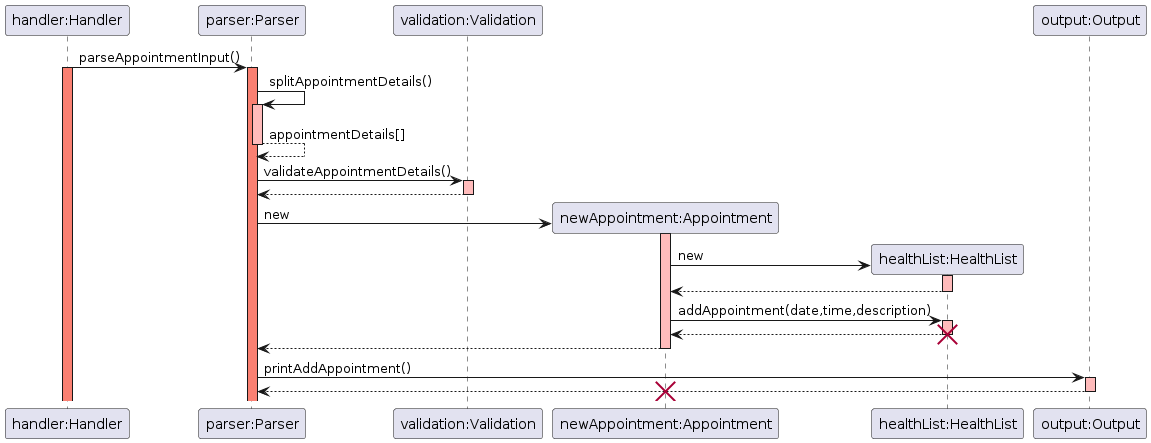 handler:Handler
parser:Parser
validation:Validation
output:Output
parseAppointmentInput()
splitAppointmentDetails()
appointmentDetails[]
validateAppointmentDetails()
new
newAppointment:Appointment
new
healthList:HealthList
addAppointment(date,time,description)
printAddAppointment()
handler:Handler
parser:Parser
validation:Validation
newAppointment:Appointment
healthList:HealthList
output:Output